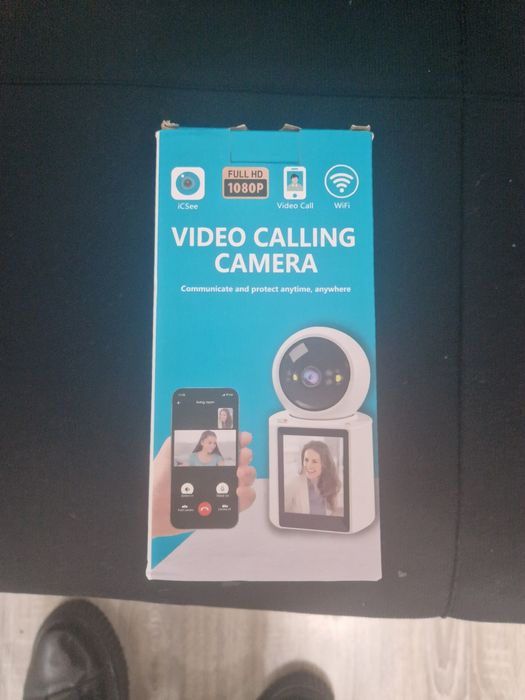 iCSee
FULL HD
1080P
Video Call
WiFi
VIDEO CALLING
CAMERA
Communicate and protect anytime, anywhere